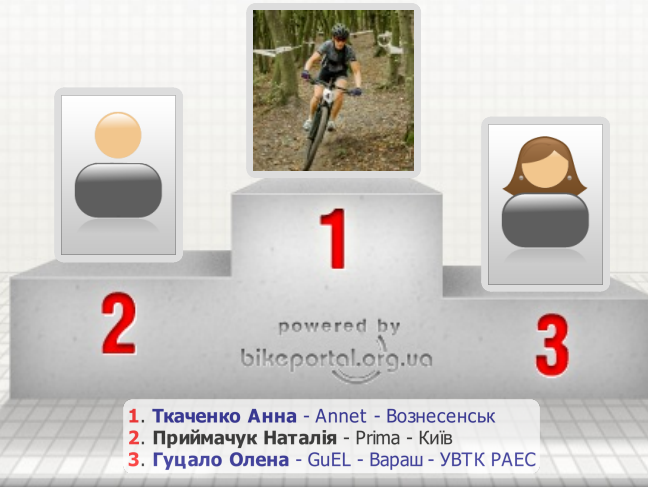 1
2
3
powered by
bikeportal.org.ua
1. Ткаченко Анна - Annet - Вознесенськ
2. Приймачук Наталія - Prima - Київ
3. Гуцало Олена - GuEL - Вараш - УВТК РАЕС